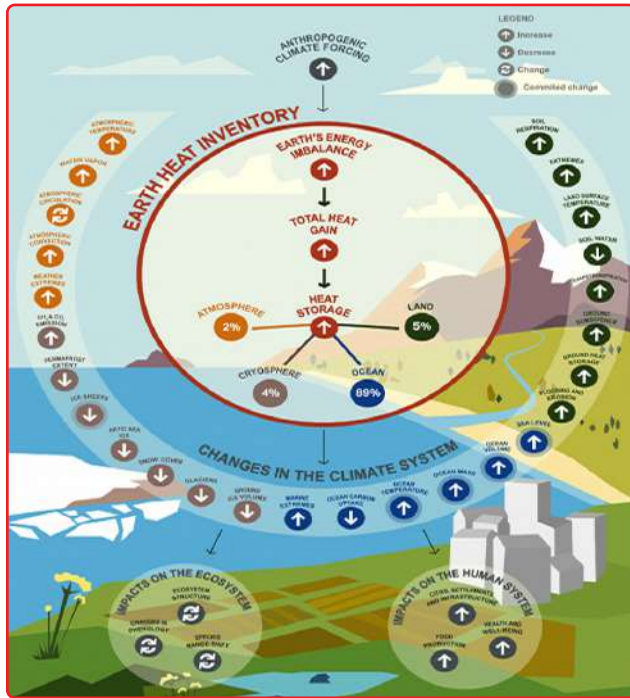 LEGEND
Increase
Decrease
Change
Committed change
ANTHROPOGENIC
CLIMATE FORCING
EARTH HEAT INVENTORY
EARTH'S ENERGY
IMBALANCE
TOTAL HEAT
GAIN
HEAT
STORAGE
ATMOSPHERE
2%
LAND
5%
CRYOSPHERE
4%
OCEAN
89%
CHANGES IN THE CLIMATE SYSTEM
ATMOSPHERIC
TEMPERATURE
WATER VAPOR
ATMOSPHERIC
CIRCULATION
ATMOSPHERIC
CONVECTION
WEATHER
EXTREMES
EMISSION
PERMAFROST
EXTENT
ICE SHEETS
ARCTIC SEA
ICE
SNOW COVER
GLACIERS
GROUND
ICE VOLUME
MARINE
EXTREMES
OCEAN CARBON
UPTAKE
OCEAN
TEMPERATURE
OCEAN MASS
OCEAN
VOLUME
SEA LEVEL
FLOODING AND
EROSION
GROUND HEAT
STORAGE
GROUND
SUBSIDENCE
EVAPOTRANSPIRATION
SOIL WATER
LAND SURFACE
TEMPERATURE
EXTREMES
SOIL
RESPIRATION
IMPACTS ON THE ECOSYSTEM
ECOSYSTEM
STRUCTURE
CHANGES IN
PHENOLOGY
SPECIES
RANGE SHIFT
IMPACTS ON THE HUMAN SYSTEM
CITIES, SETTLEMENTS
AND INFRASTRUCTURE
HEALTH AND
WELL-BEING
FOOD
PRODUCTION